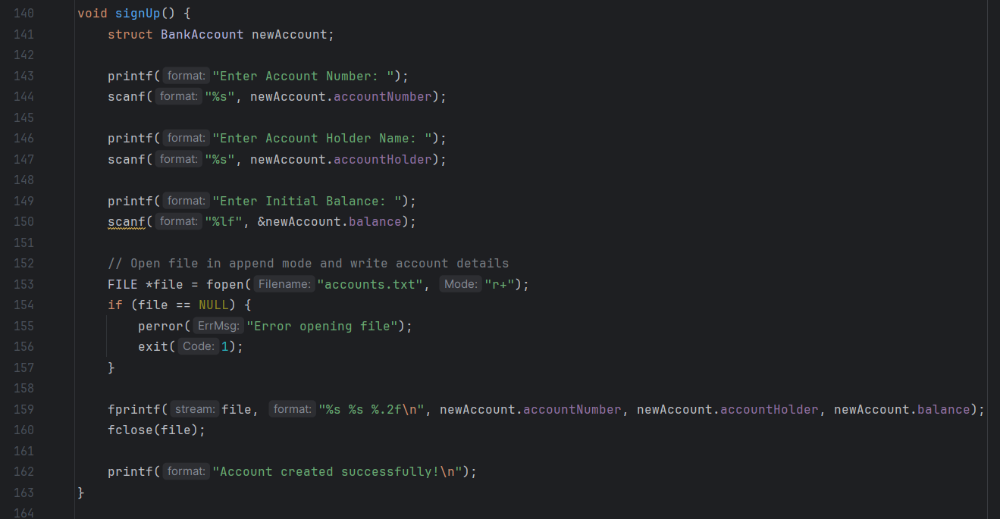 140 void signUp() {
141 struct BankAccount newAccount;
142
143 printf( format: "Enter Account Number: ");
144 scanf( format: "%s", newAccount.accountNumber);
145
146 printf( format: "Enter Account Holder Name: ");
147 scanf( format: "%s", newAccount.accountHolder);
148
149 printf( format: "Enter Initial Balance: ");
150 scanf( format: "%lf", &newAccount.balance);
151
152 // Open file in append mode and write account details
153 FILE *file = fopen( Filename: "accounts.txt", Mode: "r+");
154 if (file == NULL) {
155 perror( ErrMsg: "Error opening file");
156 exit( Code: 1);
157 }
158
159 fprintf( stream: file, format: "%s %s %.2f\n", newAccount.accountNumber, newAccount.accountHolder, newAccount.balance);
160 fclose(file);
161
162 printf( format: "Account created successfully!\n");
163 }
164